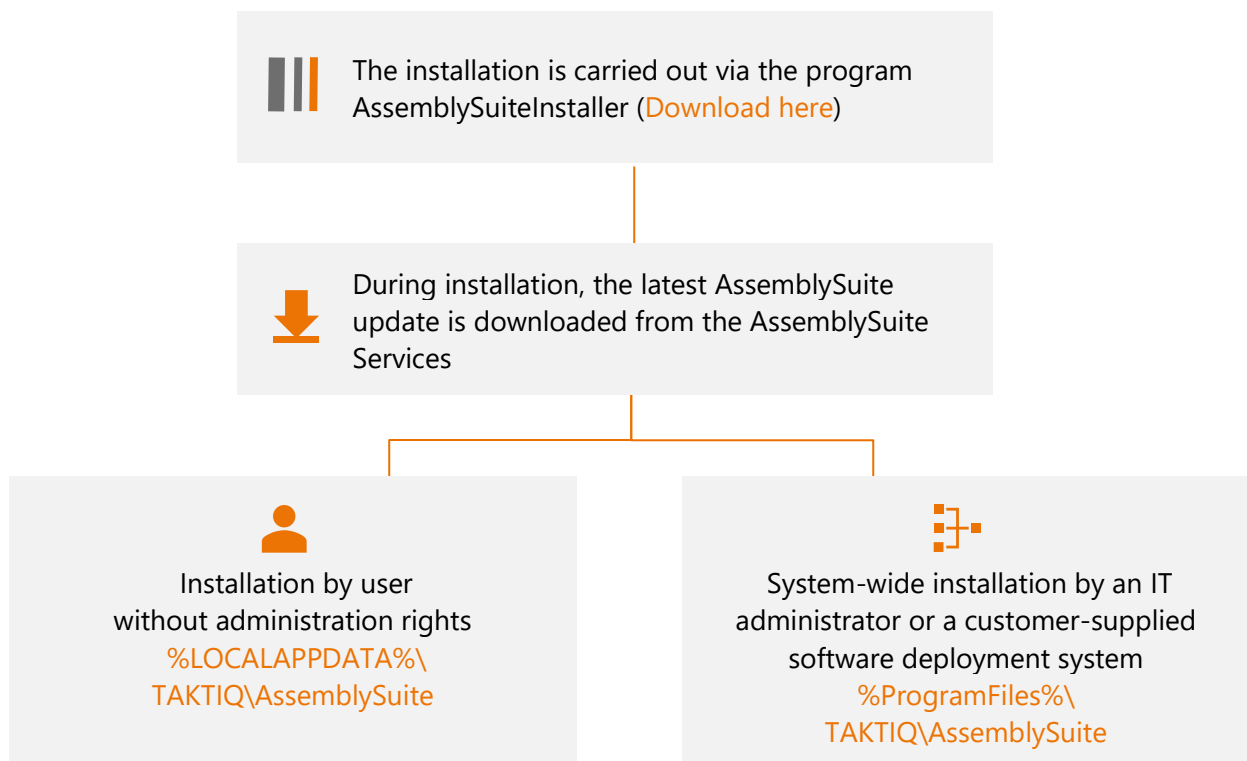 The installation is carried out via the program
AssemblySuiteInstaller (Download here)
During installation, the latest AssemblySuite
update is downloaded from the AssemblySuite
Services
Installation by user
without administration rights
%LOCALAPPDATA%\
TAKTIQ\AssemblySuite
System-wide installation by an IT
administrator or a customer-supplied
software deployment system
%ProgramFiles%\
TAKTIQ\AssemblySuite